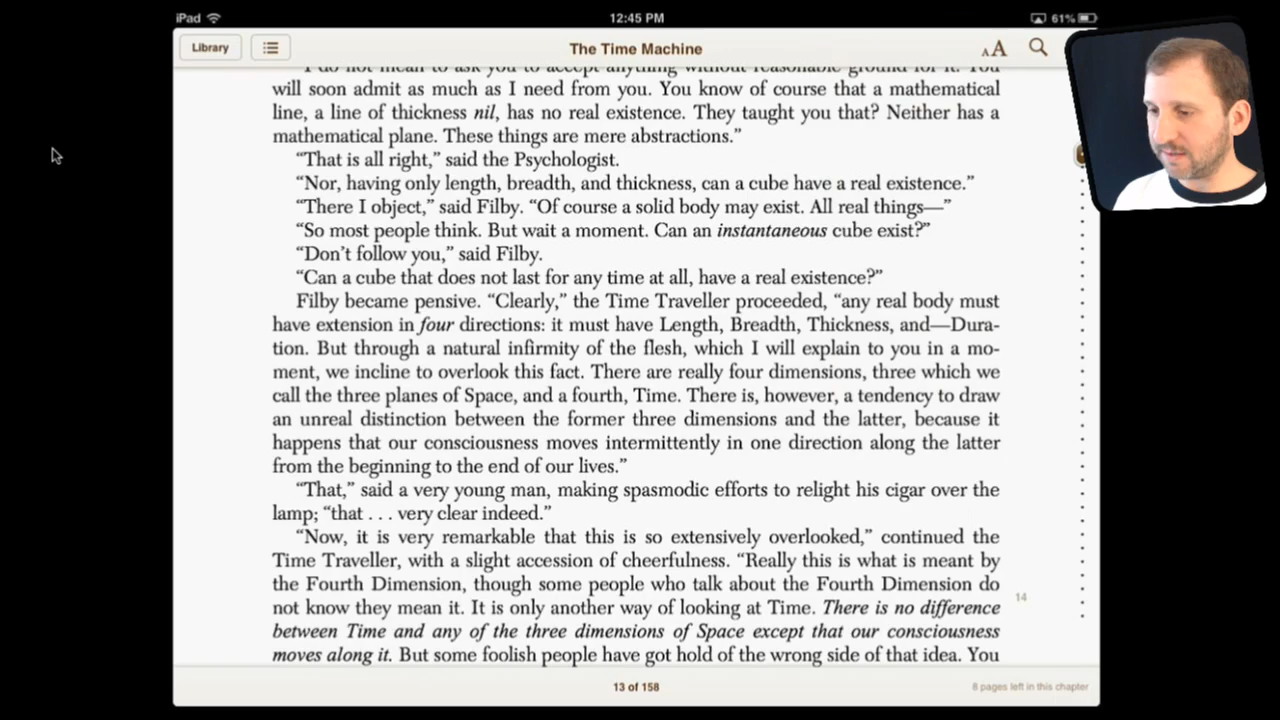 iPad 12:45 PM 61%
Library The Time Machine AA
I do not mean to ask you to accept anything without reasonable ground for it. You
will soon admit as much as I need from you. You know of course that a mathematical
line, a line of thickness nil, has no real existence. They taught you that? Neither has a
mathematical plane. These things are mere abstractions.”
“That is all right,” said the Psychologist.
“Nor, having only length, breadth, and thickness, can a cube have a real existence.”
“There I object,” said Filby. “Of course a solid body may exist. All real things—”
“So most people think. But wait a moment. Can an instantaneous cube exist?”
“Don’t follow you,” said Filby.
“Can a cube that does not last for any time at all, have a real existence?”
Filby became pensive. “Clearly,” the Time Traveller proceeded, “any real body must
have extension in four directions: it must have Length, Breadth, Thickness, and—Dura-
tion. But through a natural infirmity of the flesh, which I will explain to you in a mo-
ment, we incline to overlook this fact. There are really four dimensions, three which we
call the three planes of Space, and a fourth, Time. There is, however, a tendency to draw
an unreal distinction between the former three dimensions and the latter, because it
happens that our consciousness moves intermittently in one direction along the latter
from the beginning to the end of our lives.”
“That,” said a very young man, making spasmodic efforts to relight his cigar over the
lamp; “that . . . very clear indeed.”
“Now, it is very remarkable that this is so extensively overlooked,” continued the
Time Traveller, with a slight accession of cheerfulness. “Really this is what is meant by
the Fourth Dimension, though some people who talk about the Fourth Dimension do
not know they mean it. It is only another way of looking at Time. There is no difference
14
between Time and any of the three dimensions of Space except that our consciousness
moves along it. But some foolish people have got hold of the wrong side of that idea. You
13 of 158 8 pages left in this chapter